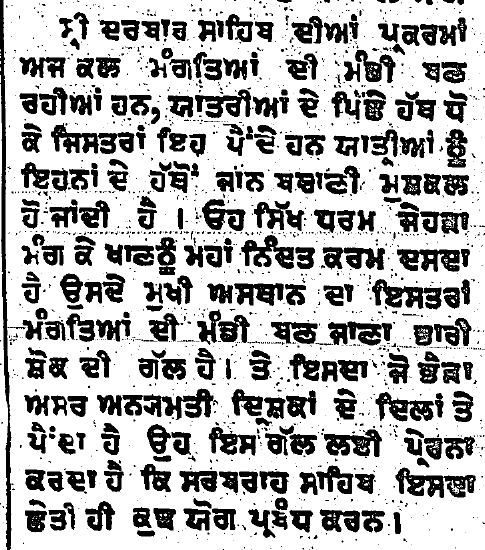 ਸ੍ਰੀ ਦਰਬਾਰ ਸਾਹਿਬ ਦੀਆਂ ਪ੍ਰਕਰਮਾਂ
ਅਜ ਕਲ ਮੰਗਤਿਆਂ ਦੀ ਮੰਡੀ ਬਣ
ਰਹੀਆਂ ਹਨ, ਯਾਤਰੀਆਂ ਦੇ ਪਿੱਛੇ ਹੱਥ ਧੋ
ਕੇ ਜਿਸਤਰਾਂ ਇਹ ਪੈਂਦੇ ਹਨ ਯਾਤ੍ਰੀਆਂ ਨੂੰ
ਇਹਨਾਂ ਦੇ ਹੱਥੋਂ ਜਾਨ ਬਚਾਣੀ ਮੁਸ਼ਕਲ
ਹੋ ਜਾਂਦੀ ਹੈ । ਓਹ ਸਿੱਖ ਧਰਮ ਜੇਹੜਾ
ਮੰਗ ਕੇ ਖਾਣਨੂੰ ਮਹਾਂ ਨਿੰਦਤ ਕਰਮ ਦਸਦਾ
ਹੈ ਉਸਦੇ ਮੁਖੀ ਅਸਥਾਨ ਦਾ ਇਸਤਰਾਂ
ਮੰਗਤਿਆਂ ਦੀ ਮੰਡੀ ਬਣ ਜਾਣਾ ਭਾਰੀ
ਸ਼ੋਕ ਦੀ ਗੱਲ ਹੈ। ਤੇ ਇਸਦਾ ਜੋ ਭੈੜਾ
ਅਸਰ ਅਨਯਮਤੀ ਦ੍ਰਿਸ਼ਕਾਂ ਦੇ ਦਿਲਾਂ ਤੇ
ਪੈਂਦਾ ਹੈ ਉਹ ਇਸ ਗੱਲ ਲਈ ਪ੍ਰੇਰਨਾ
ਕਰਦਾ ਹੈ ਕਿ ਸਰਬਰਾਹ ਸਾਹਿਬ ਇਸਦਾ
ਛੇਤੀ ਹੀ ਕੁਝ ਯੋਗ ਪ੍ਰਬੰਧ ਕਰਨ ।